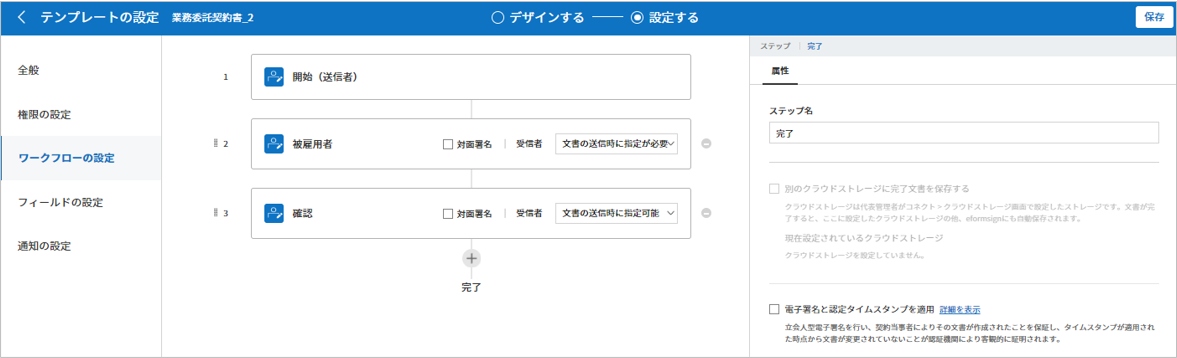 テンプレートの設定 業務委託契約書_2 デザインする 設定する 保存
全般
権限の設定
ワークフローの設定
フィールドの設定
通知の設定
1 開始（送信者）
2 被雇用者 対面署名 受信者 文書の送信時に指定が必要
3 確認 対面署名 受信者 文書の送信時に指定可能
完了
ステップ 完了
属性
ステップ名
完了
別のクラウドストレージに完了文書を保存する
クラウドストレージは代表管理者がコネクト > クラウドストレージ画面で設定したストレージです。文書が完
了すると、ここに設定したクラウドストレージの他、eformsignにも自動保存されます。
現在設定されているクラウドストレージ
クラウドストレージを設定していません。
電子署名と認定タイムスタンプを適用 詳細を表示
立会人型電子署名を行い、契約当事者によりその文書が作成されたことを保証し、タイムスタンプが適用され
た時点から文書が変更されていないことが認証機関により客観的に証明されます。